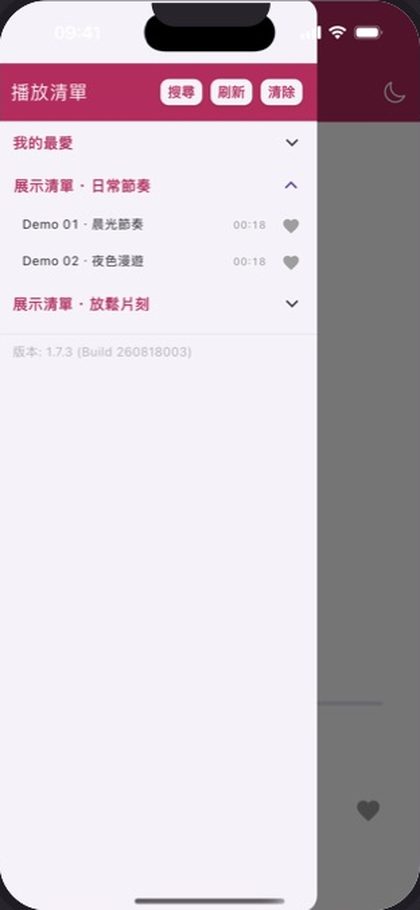 09:41
播放清單 搜尋 刷新 清除
我的最愛
展示清單 · 日常節奏
Demo 01 · 晨光節奏 00:18
Demo 02 · 夜色漫遊 00:18
展示清單 · 放鬆片刻
版本: 1.7.3 (Build 260818003)